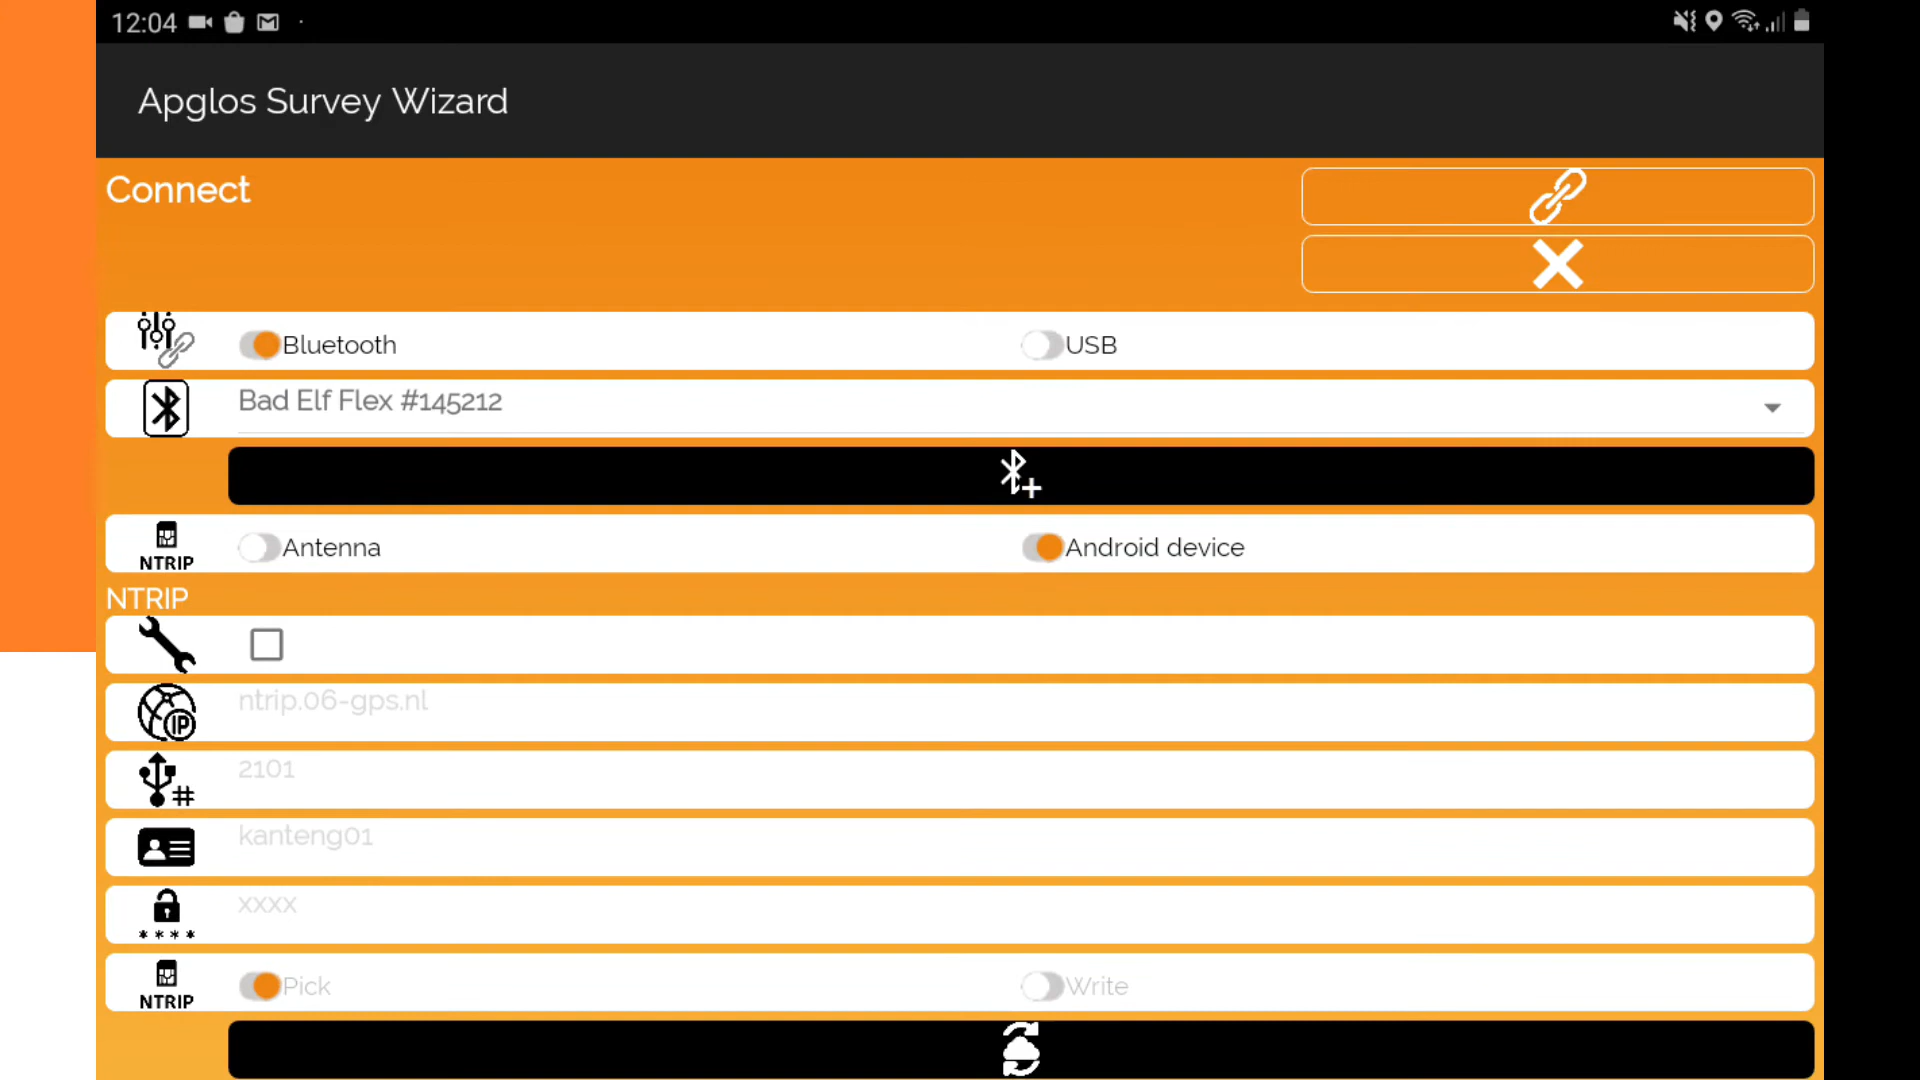 12:04
Apglos Survey Wizard
Connect
Bluetooth
USB
Bad Elf Flex #145212
NTRIP
Antenna
Android device
NTRIP
IP
ntrip.06-gps.nl
#
2101
kanteng01
xxxx
****
NTRIP
Pick
Write